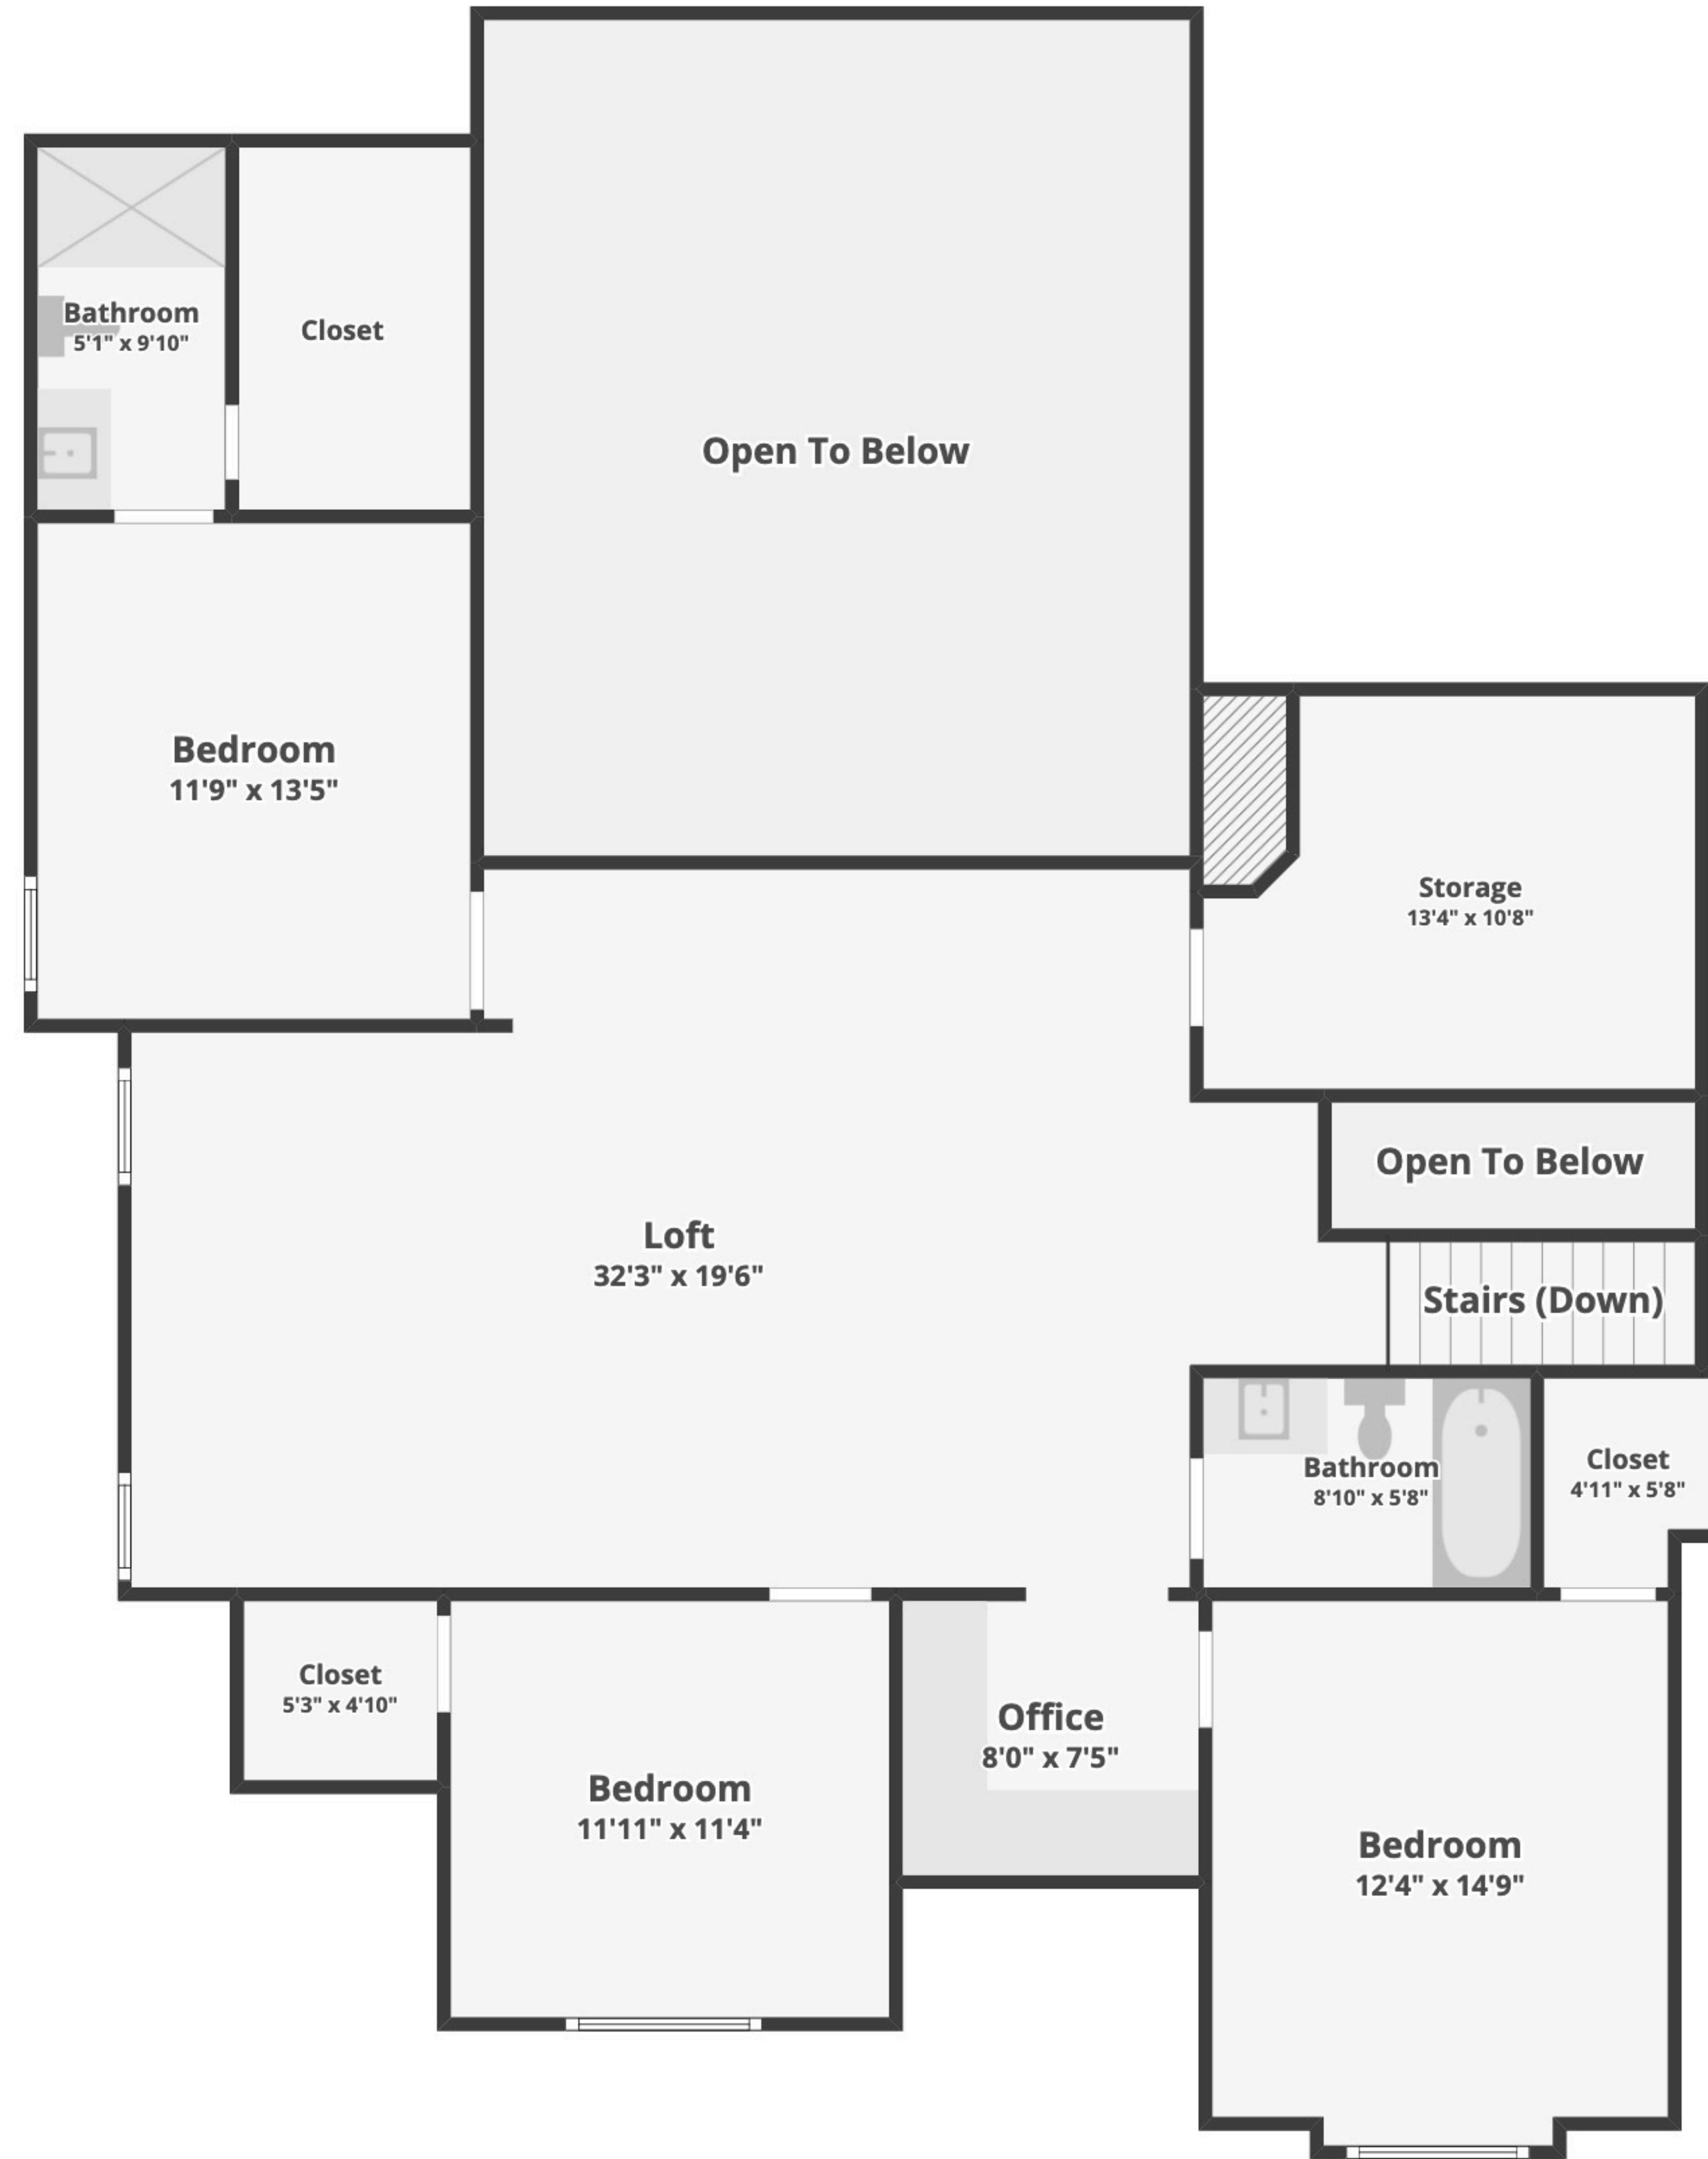 Bathroom
5'1" x 9'10"
Closet
Open To Below
Bedroom
11'9" x 13'5"
Storage
13'4" x 10'8"
Open To Below
Loft
32'3" x 19'6"
Stairs (Down)
Bathroom
8'10" x 5'8"
Closet
4'11" x 5'8"
Closet
5'3" x 4'10"
Office
8'0" x 7'5"
Bedroom
11'11" x 11'4"
Bedroom
12'4" x 14'9"